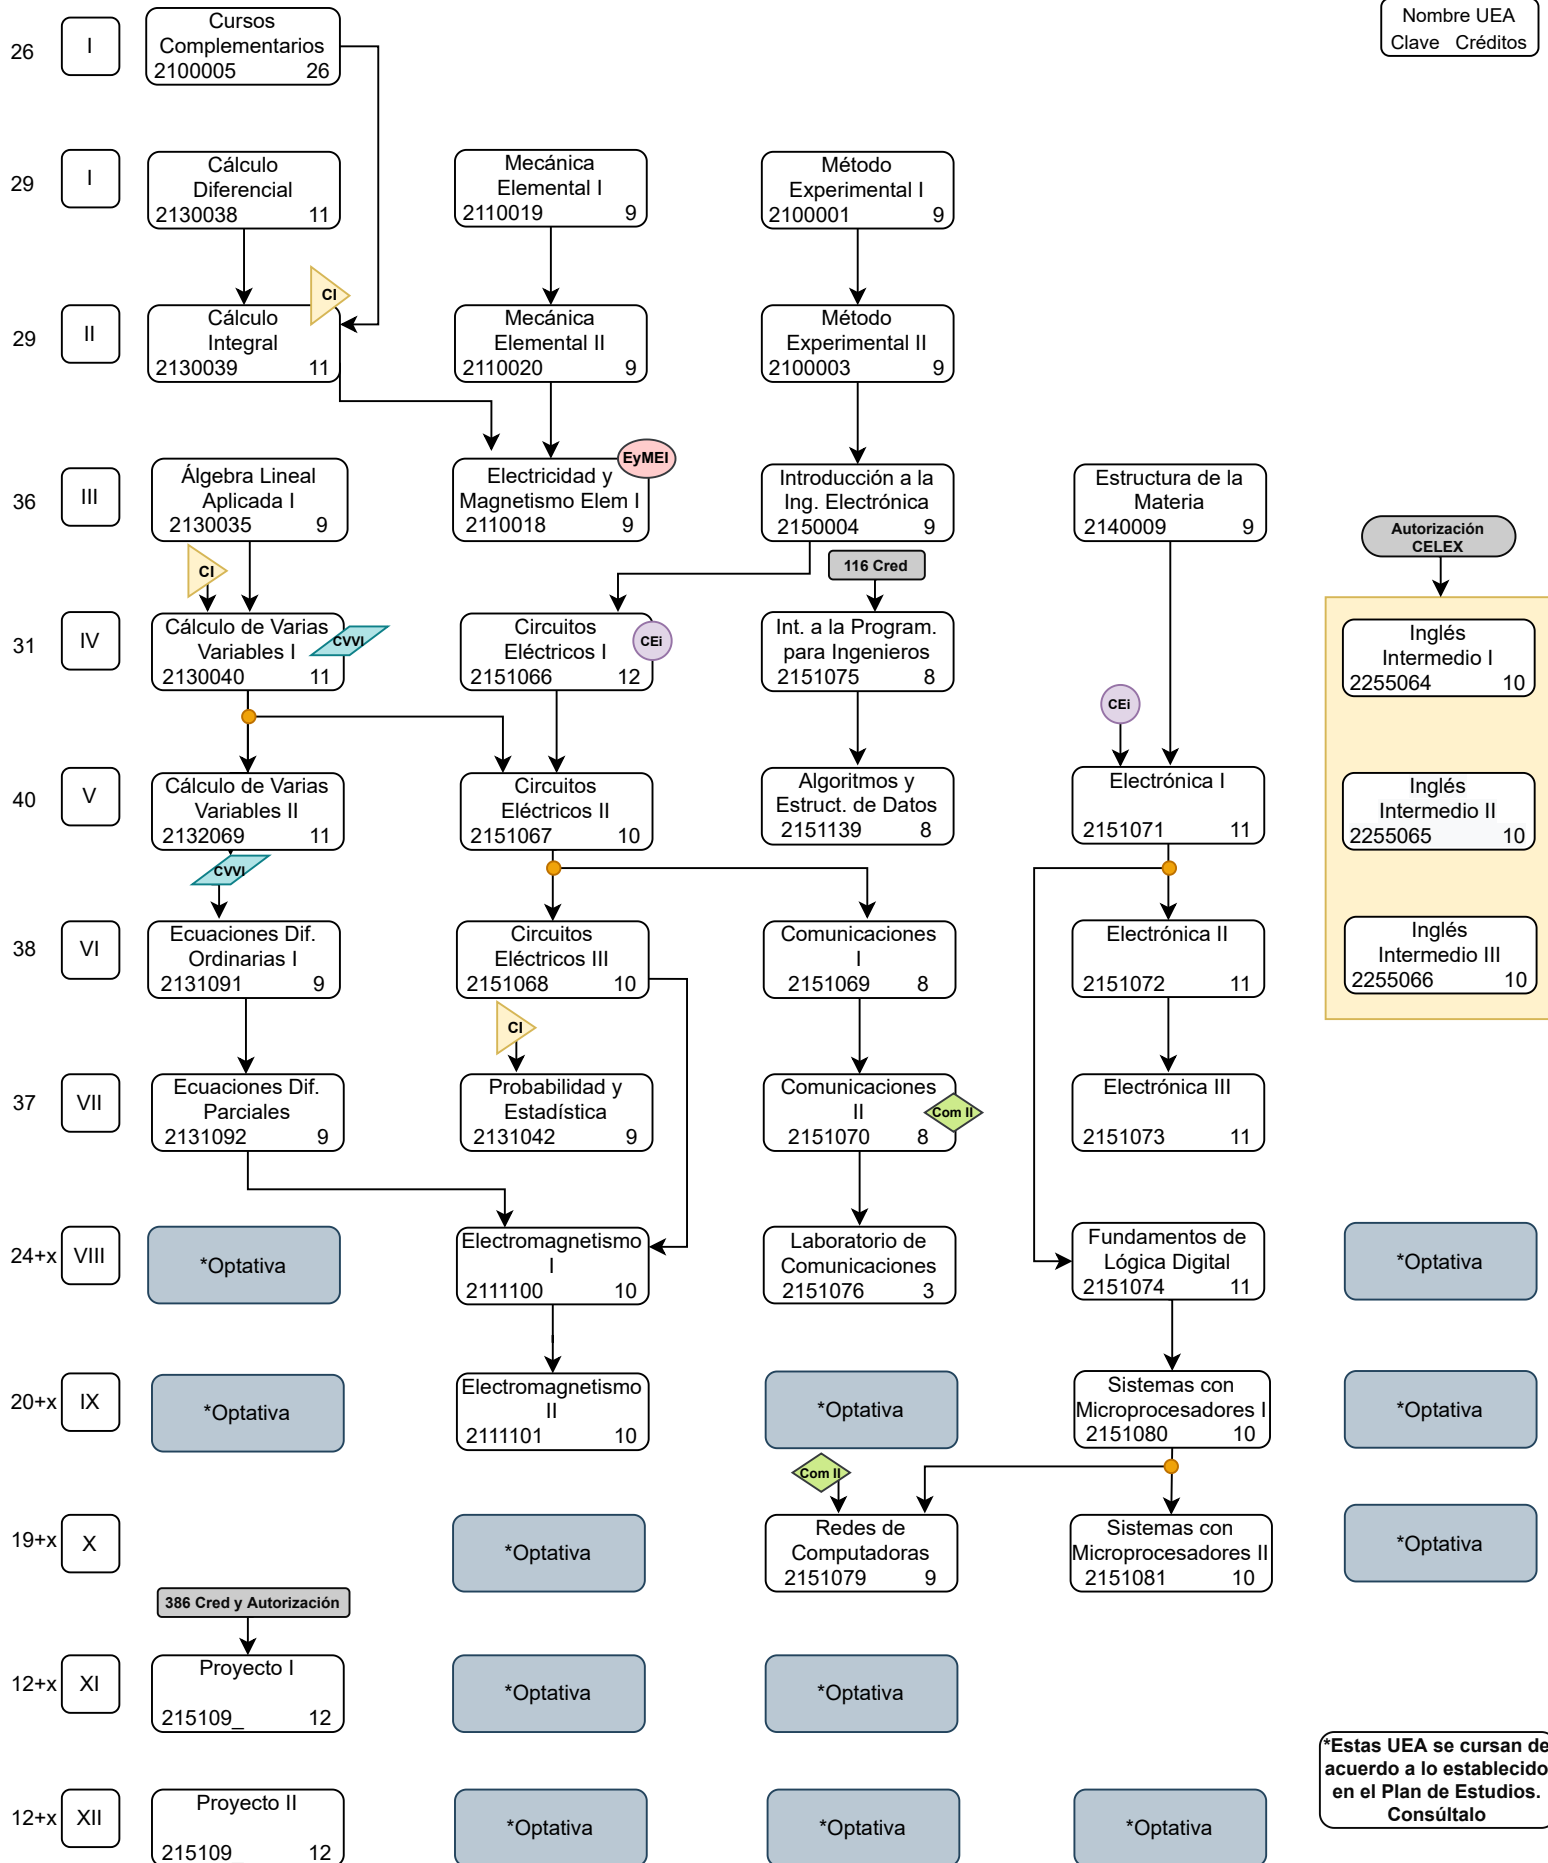 Nombre UEA
Clave Créditos
26
I
Cursos
Complementarios
2100005 26
29
I
Cálculo
Diferencial
2130038 11
Mecánica
Elemental I
2110019 9
Método
Experimental I
2100001 9
CI
29
II
Cálculo
Integral
2130039 11
Mecánica
Elemental II
2110020 9
Método
Experimental II
2100003 9
36
III
Álgebra Lineal
Aplicada I
2130035 9
EyMEI
Electricidad y
Magnetismo Elem I
2110018 9
Introducción a la
Ing. Electrónica
2150004 9
Estructura de la
Materia
2140009 9
Autorización
CELEX
CI
116 Cred
31
IV
Cálculo de Varias
Variables I
2130040 11
CVVI
Circuitos
Eléctricos I
2151066 12
CEi
Int. a la Program.
para Ingenieros
2151075 8
Inglés
Intermedio I
2255064 10
CEi
40
V
Cálculo de Varias
Variables II
2132069 11
Circuitos
Eléctricos II
2151067 10
Algoritmos y
Estruct. de Datos
2151139 8
Electrónica I
2151071 11
Inglés
Intermedio II
2255065 10
CVVI
38
VI
Ecuaciones Dif.
Ordinarias I
2131091 9
Circuitos
Eléctricos III
2151068 10
Comunicaciones
I
2151069 8
Electrónica II
2151072 11
Inglés
Intermedio III
2255066 10
CI
37
VII
Ecuaciones Dif.
Parciales
2131092 9
Probabilidad y
Estadística
2131042 9
Comunicaciones
II
2151070 8
Com II
Electrónica III
2151073 11
24+x
VIII
*Optativa
Electromagnetismo
I
2111100 10
Laboratorio de
Comunicaciones
2151076 3
Fundamentos de
Lógica Digital
2151074 11
*Optativa
20+x
IX
*Optativa
Electromagnetismo
II
2111101 10
*Optativa
Sistemas con
Microprocesadores I
2151080 10
*Optativa
Com II
19+x
X
*Optativa
Redes de
Computadoras
2151079 9
Sistemas con
Microprocesadores II
2151081 10
*Optativa
386 Cred y Autorización
12+x
XI
Proyecto I
215109_ 12
*Optativa
*Optativa
*Estas UEA se cursan de
acuerdo a lo establecido
en el Plan de Estudios.
Consúltalo
12+x
XII
Proyecto II
215109_ 12
*Optativa
*Optativa
*Optativa